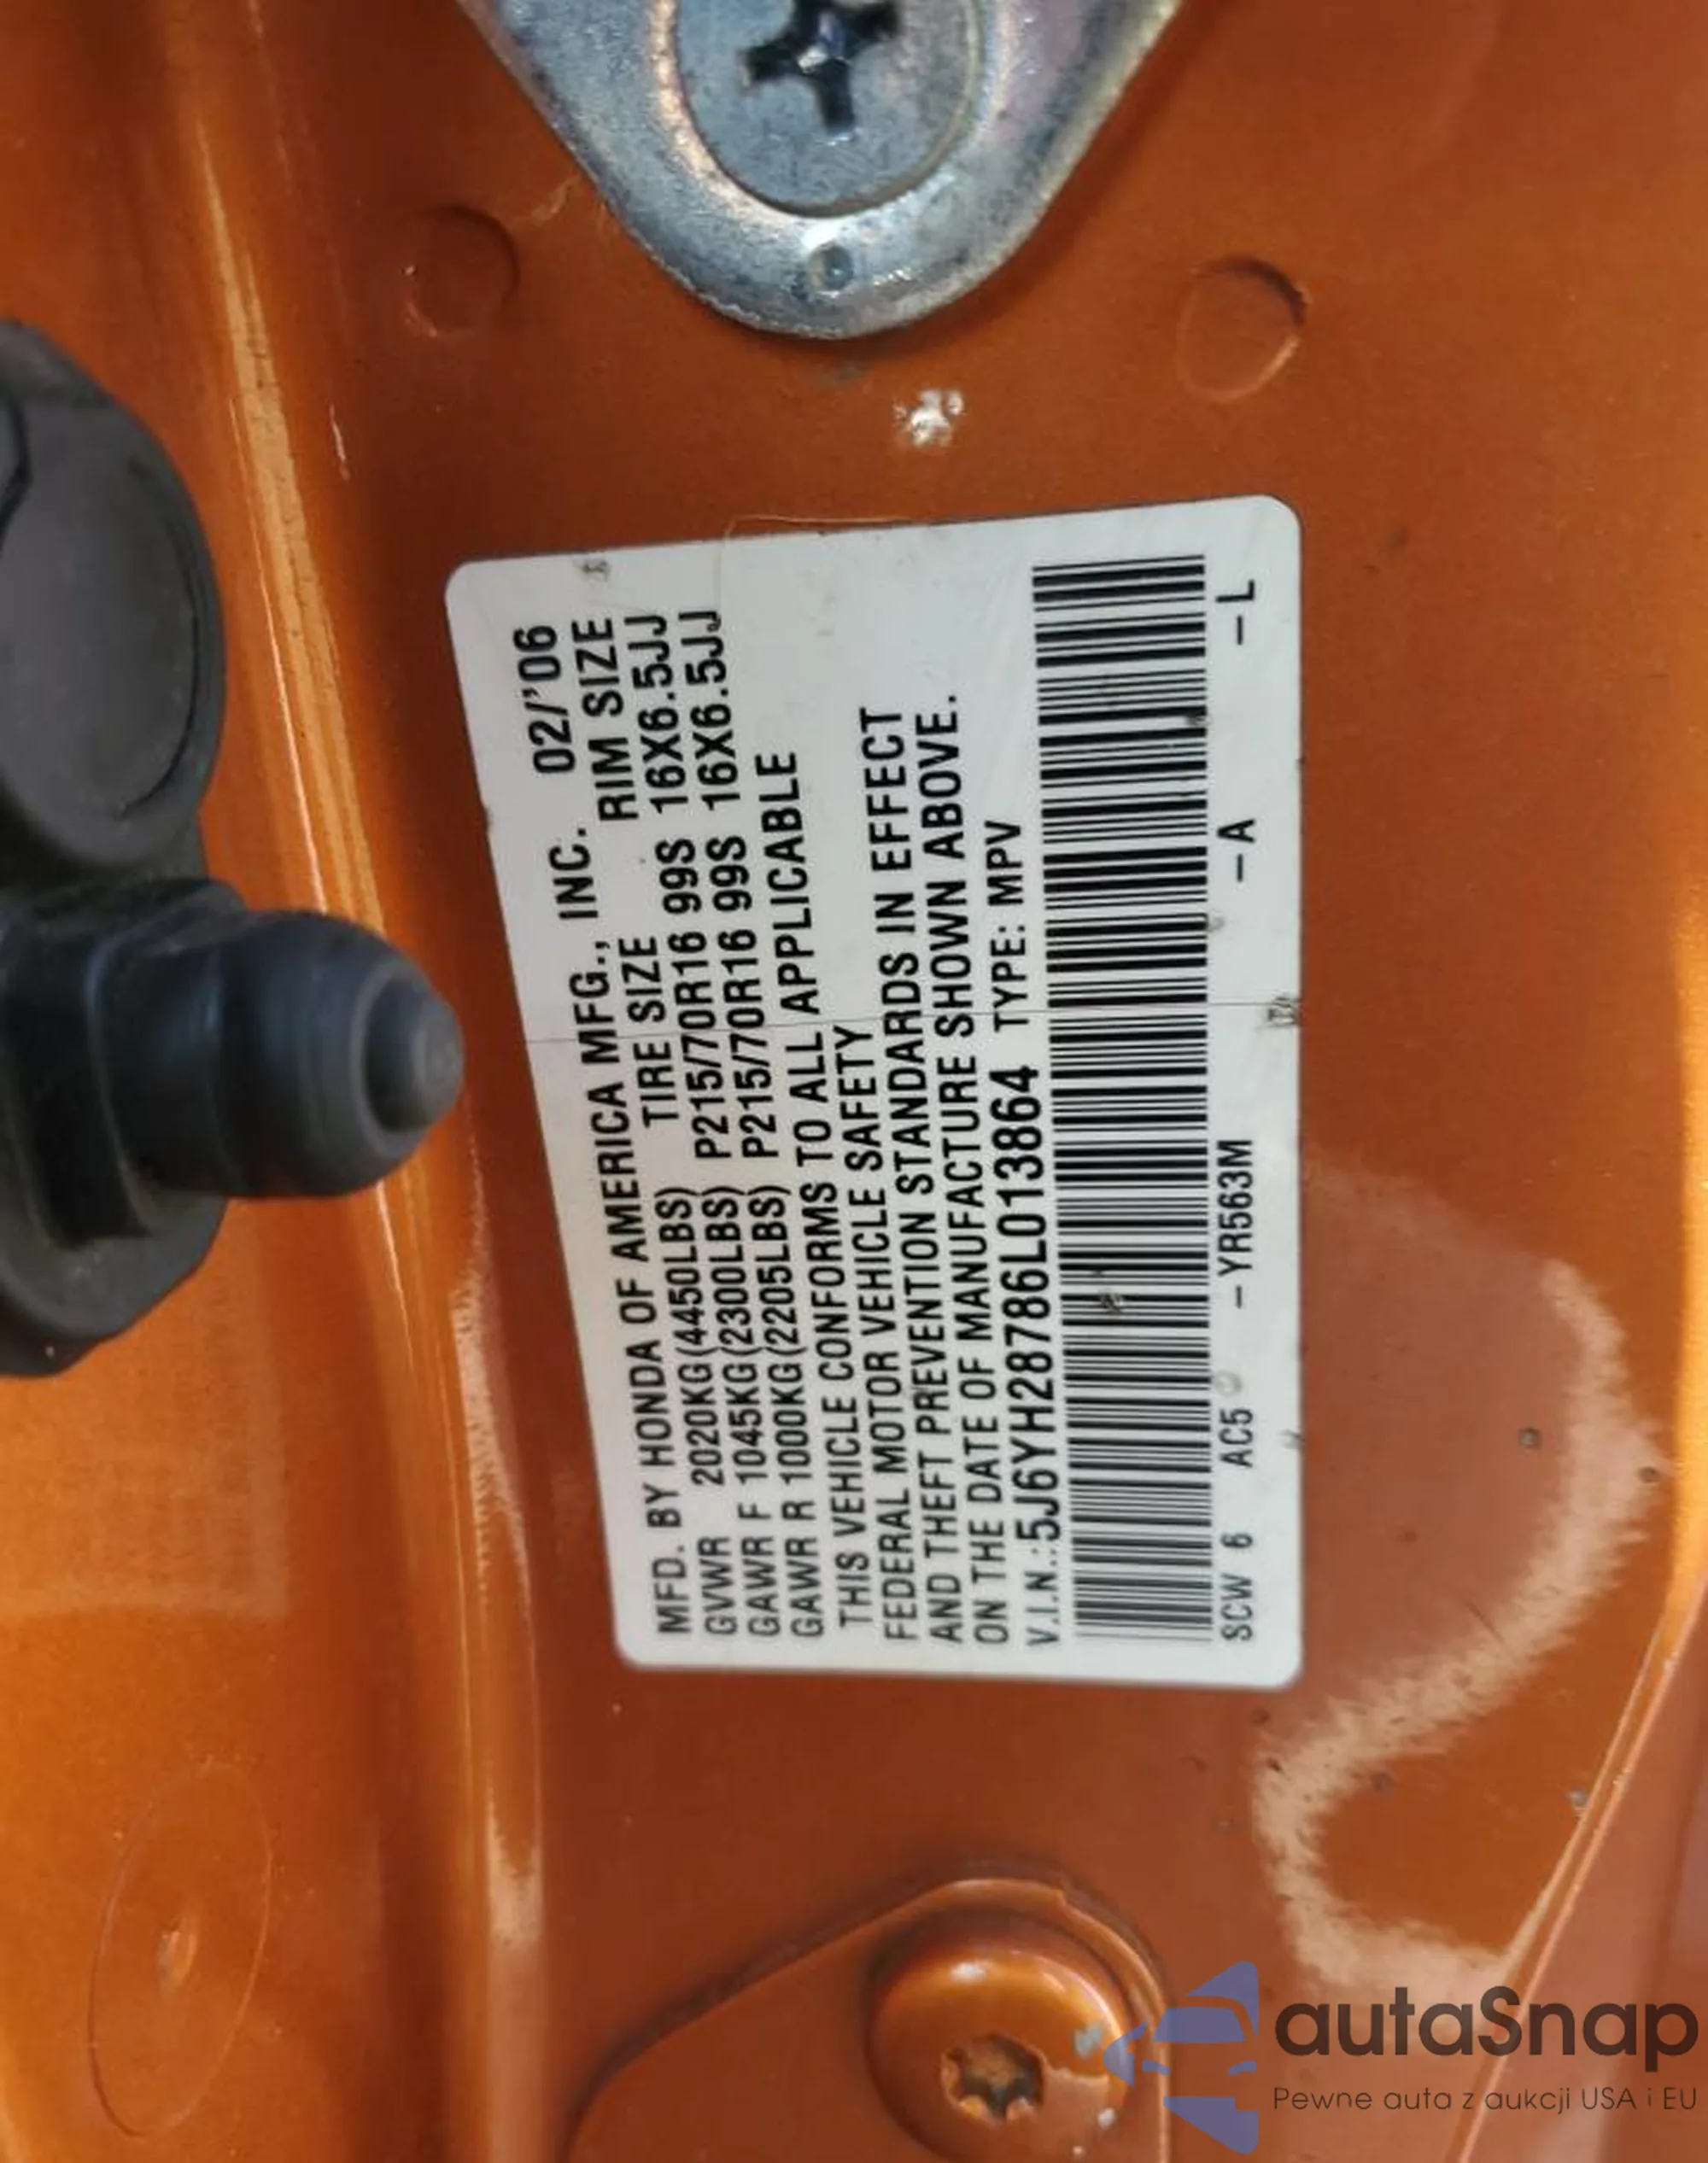 MFD. BY HONDA OF AMERICA MFG., INC. 02/'06
TIRE SIZE RIM SIZE
GVWR 2020KG(4450LBS)
GAWR F 1045KG(2300LBS) P215/70R16 99S 16X6.5JJ
GAWR R 1000KG(2205LBS) P215/70R16 99S 16X6.5JJ
THIS VEHICLE CONFORMS TO ALL APPLICABLE
FEDERAL MOTOR VEHICLE SAFETY
AND THEFT PREVENTION STANDARDS IN EFFECT
ON THE DATE OF MANUFACTURE SHOWN ABOVE.
V.I.N.:5J6YH28786L013864 TYPE: MPV
SCW 6 AC5 -YR563M -A -L
autaSnap
Pewne auta z aukcji USA i EU